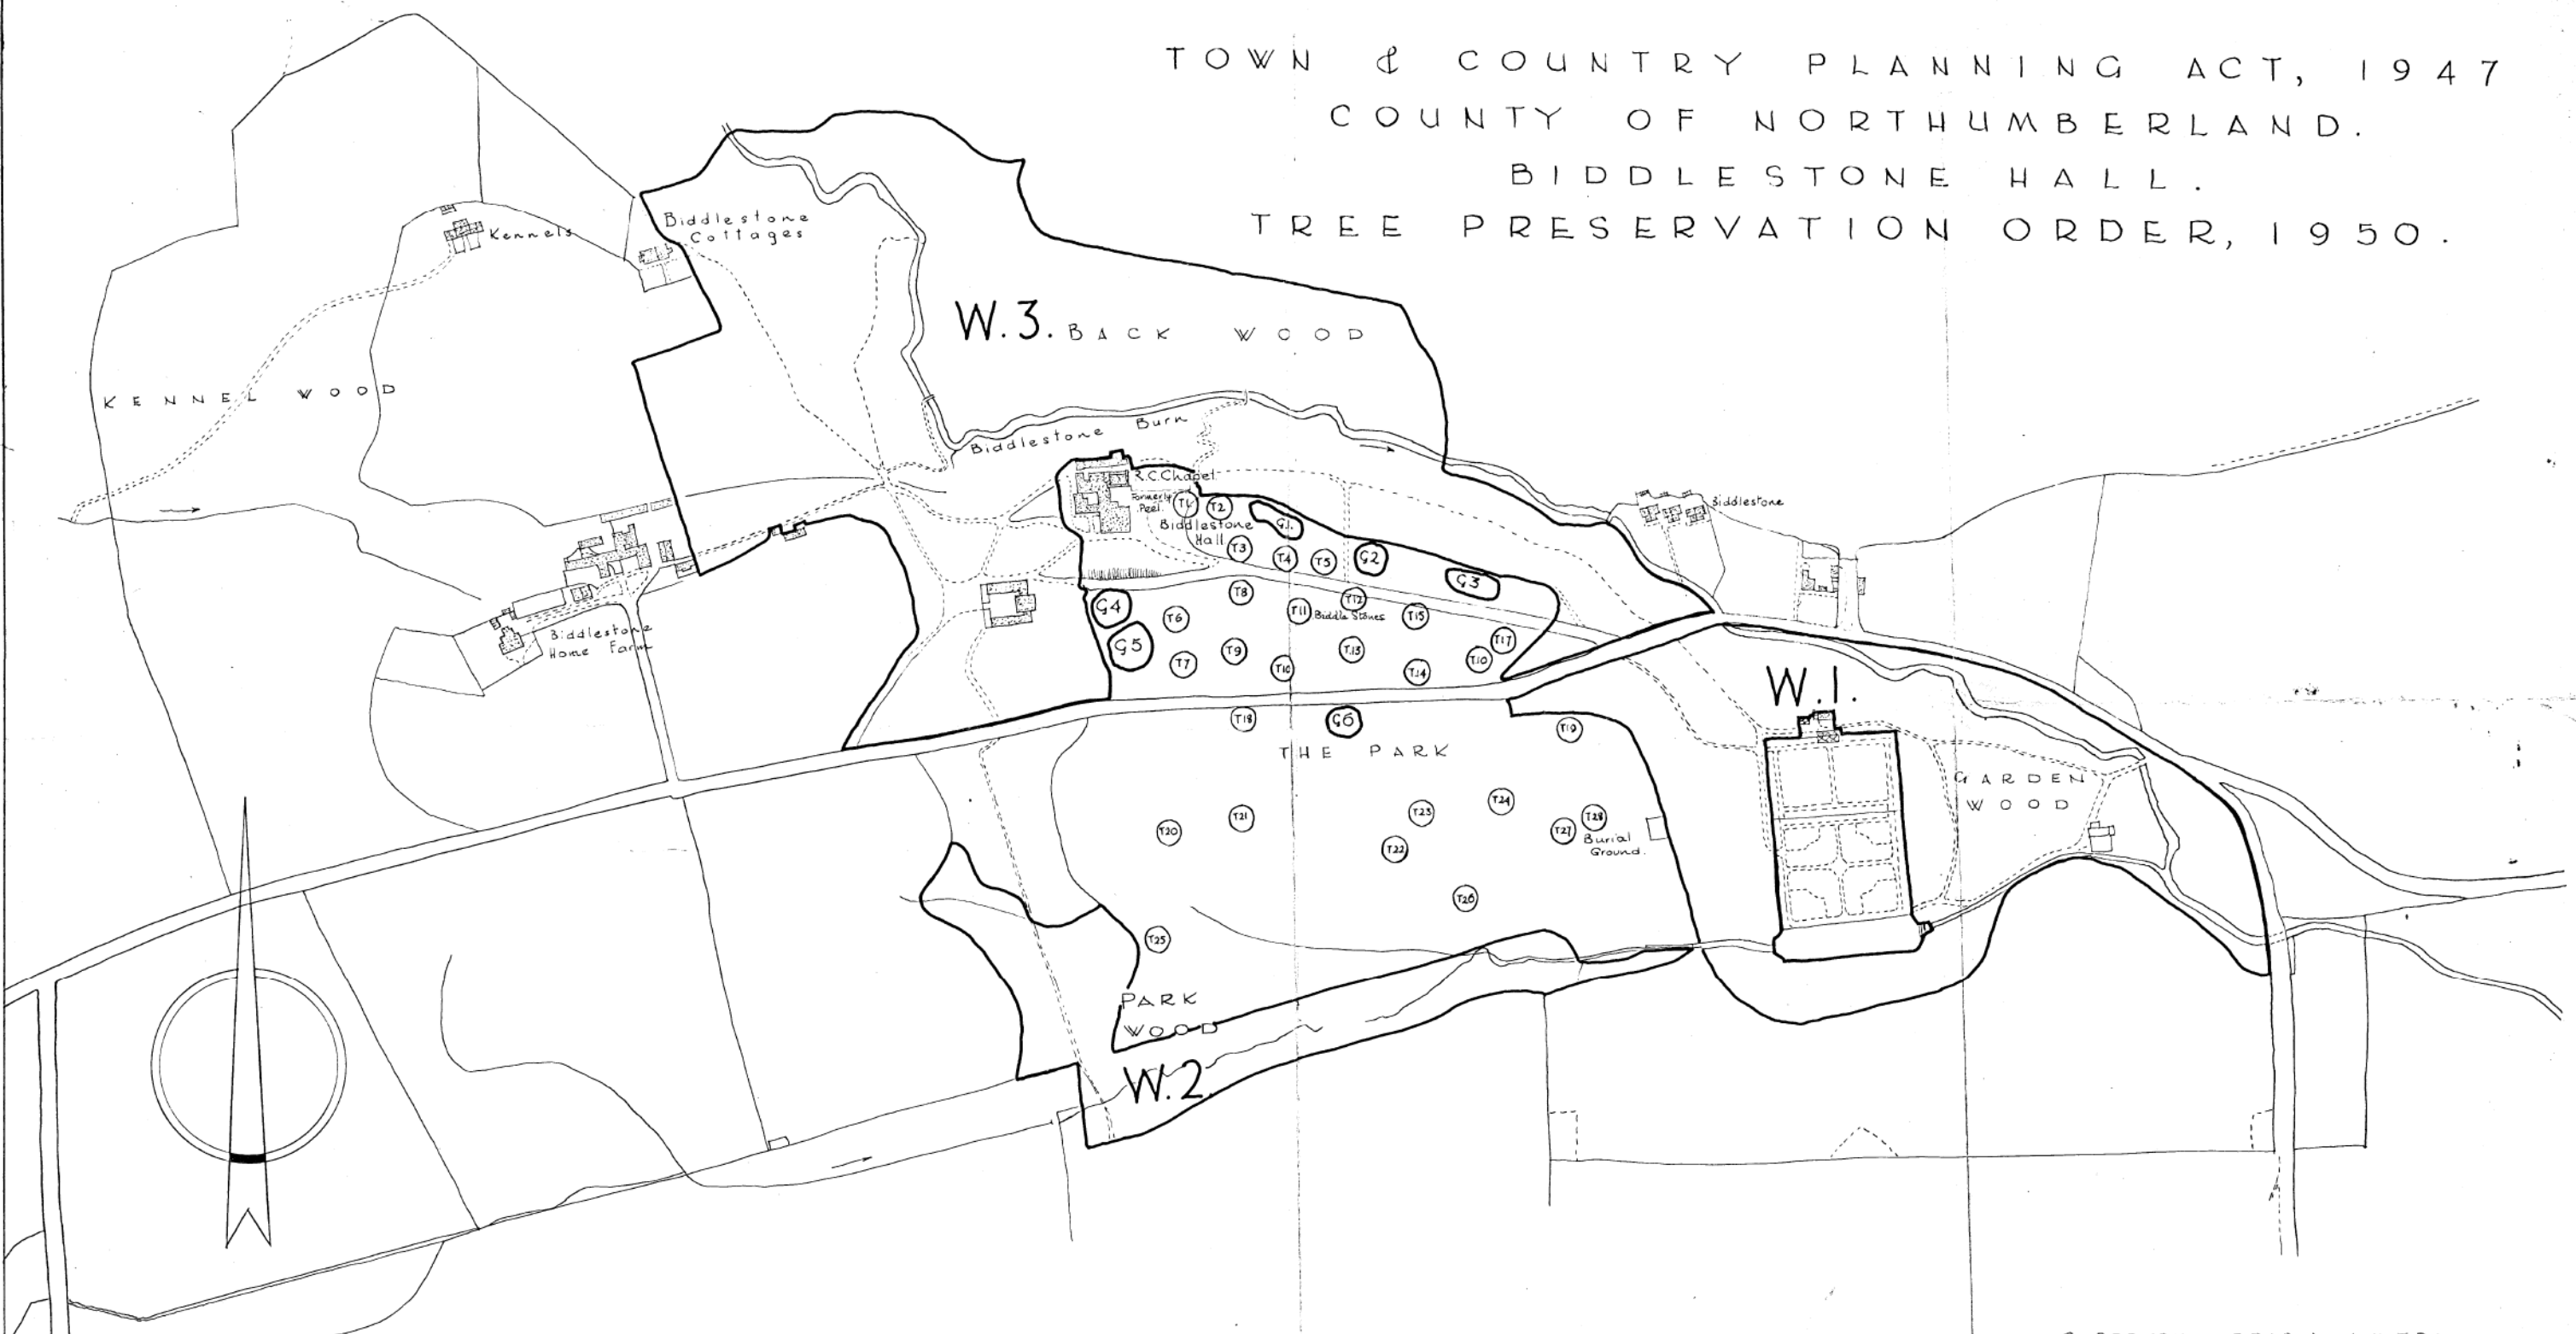 TOWN & COUNTRY PLANNING ACT, 1947
COUNTY OF NORTHUMBERLAND.
BIDDLESTONE HALL.
TREE PRESERVATION ORDER, 1950.
Kennels
Biddlestone
Cottages
W.3. BACK WOOD
KENNEL WOOD
Biddlestone Burn
R.C. Chapel
Formerly
Peel.
Biddlestone
Hall
Biddlestone
T1
T2
G1.
T3
T4
T5
G2
G3
G4
T6
T8
T11
T12
Biddle Stones
T15
G5
T7
T9
T10
T13
T14
T10
T17
Biddlestone
Home Farm
W.1.
T18
G6
T19
THE PARK
GARDEN
WOOD
T20
T21
T22
T23
T24
T27
T28
Burial
Ground.
T26
T25
PARK
WOOD
W.2.